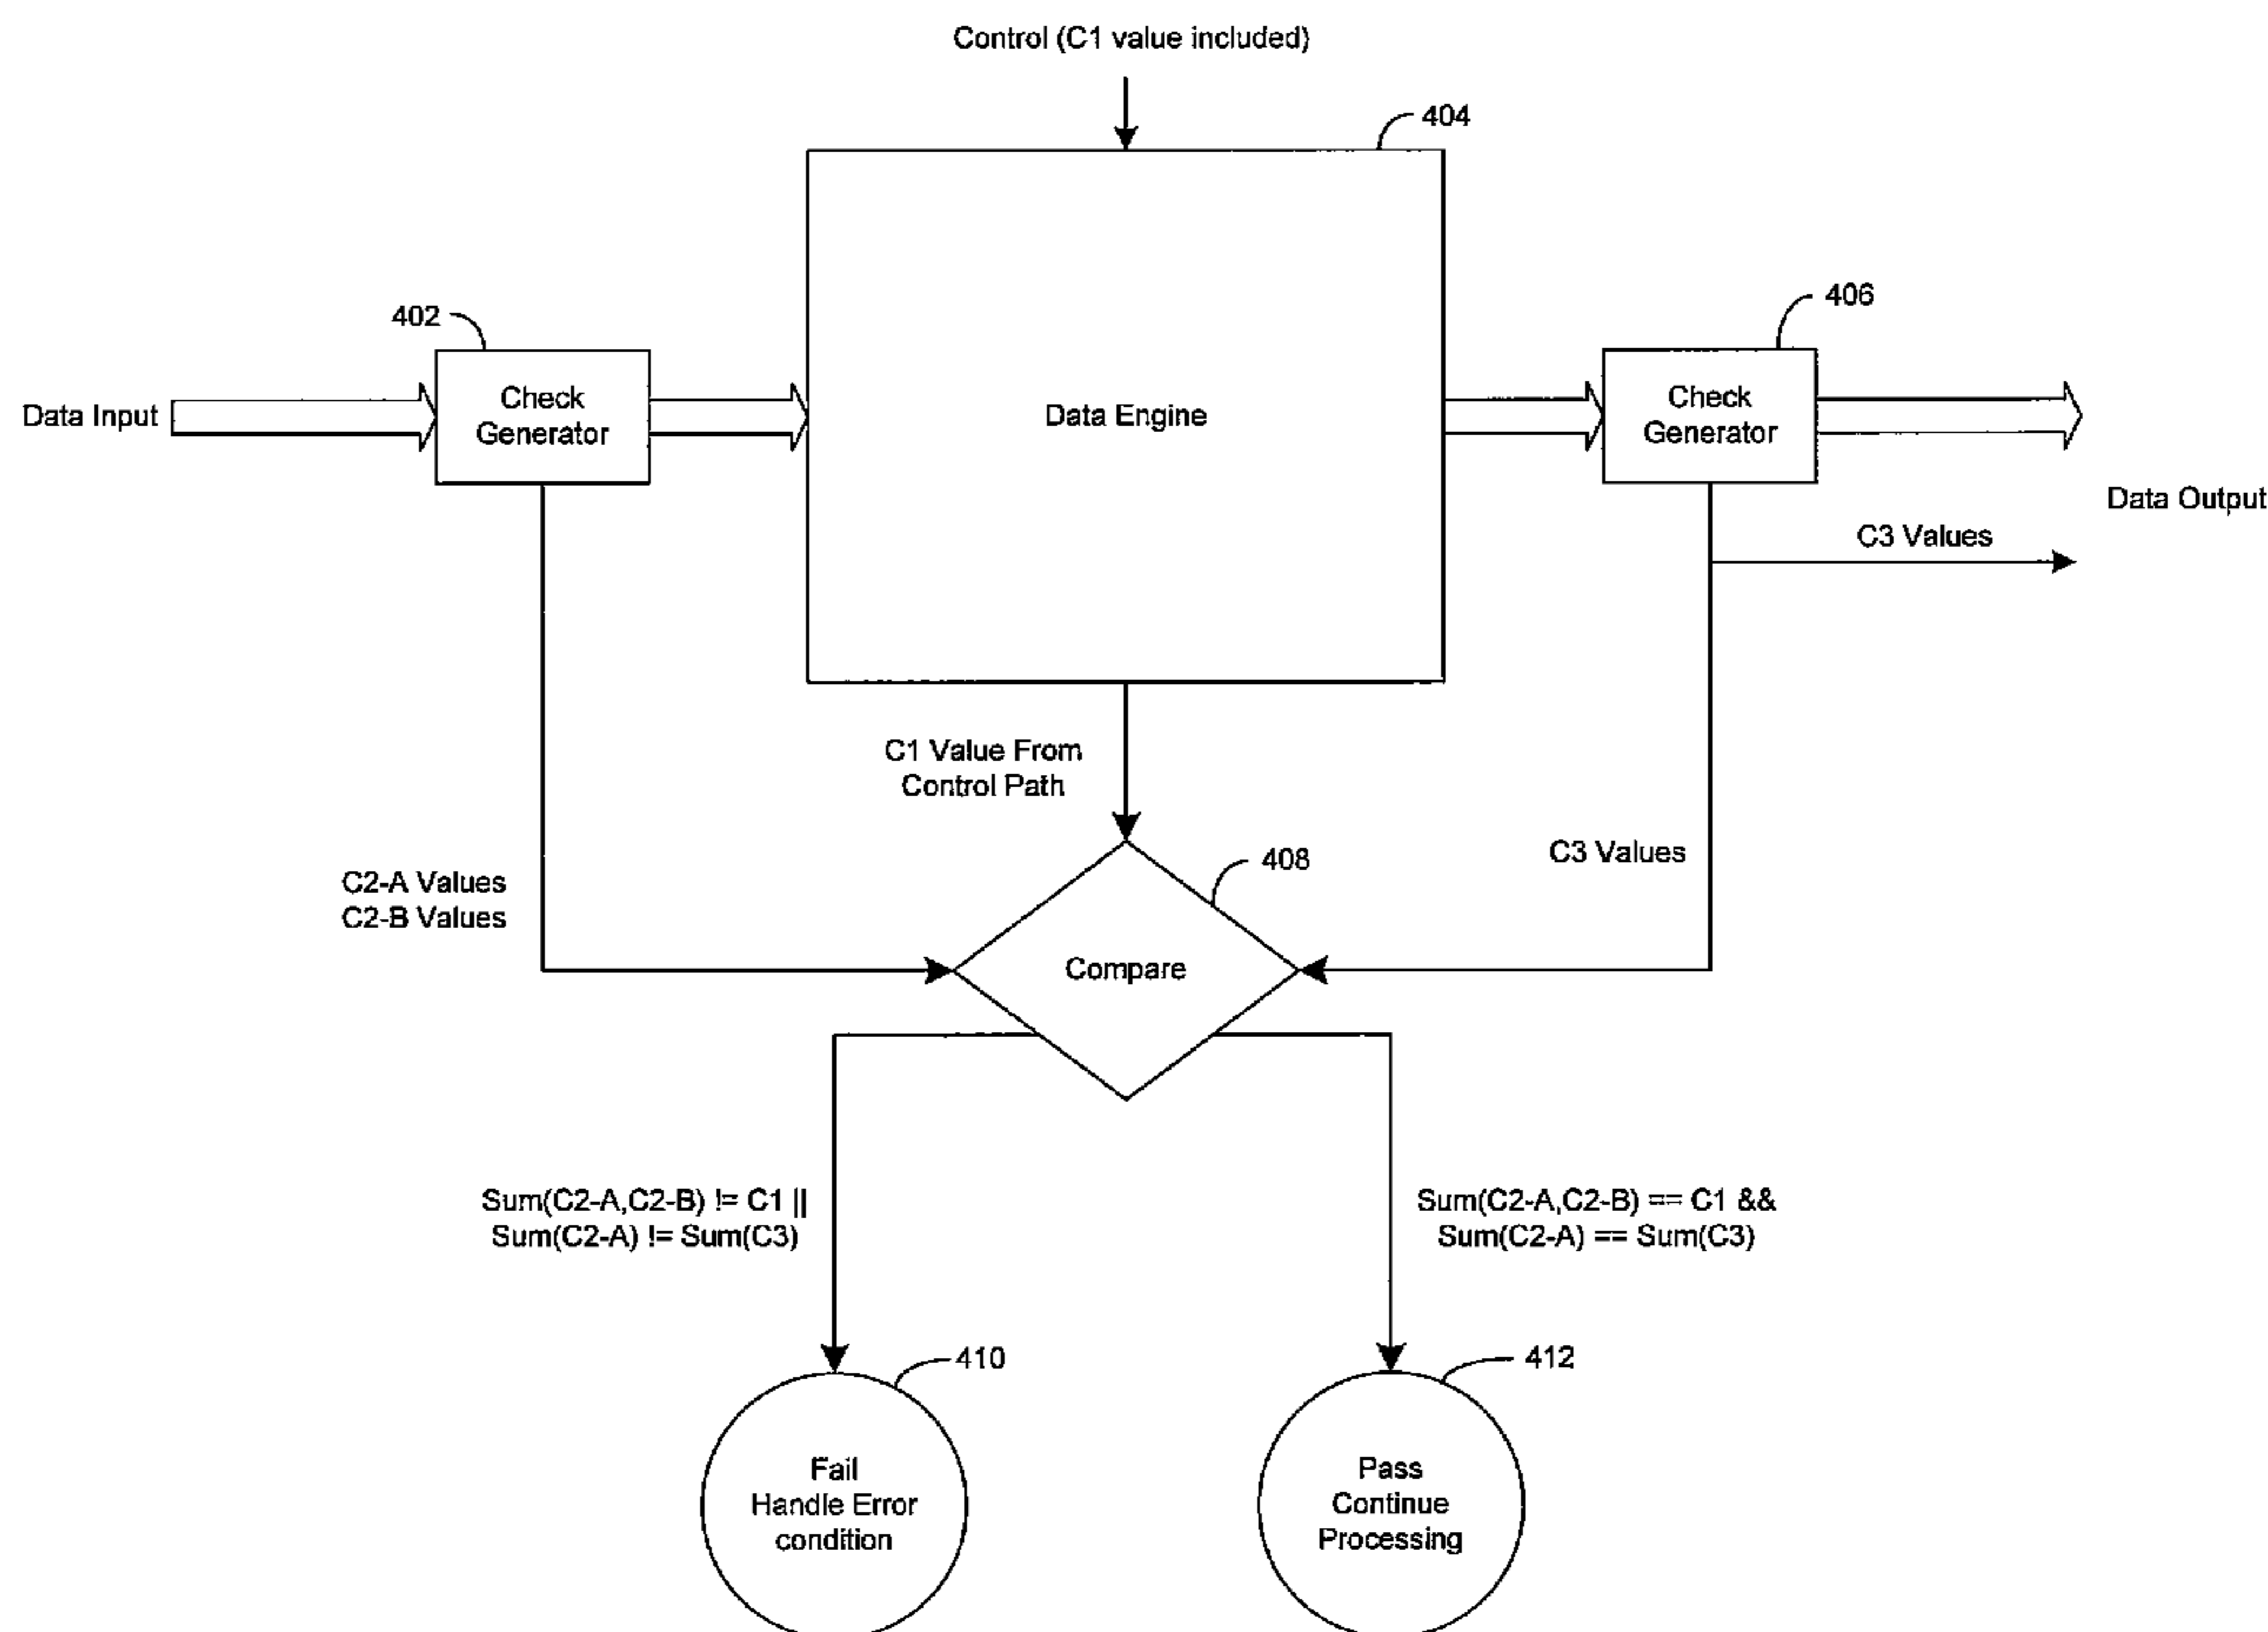 Control (C1 value included)
404
406
402
Check
Generator
Data Input
Data Engine
Check
Generator
Data Output
C3 Values
C1 Value From
Control Path
C3 Values
408
C2-A Values
C2-B Values
Compare
Sum(C2-A,C2-B) != C1 ||
Sum(C2-A) != Sum(C3)
Sum(C2-A,C2-B) == C1 &&
Sum(C2-A) == Sum(C3)
410
412
Fail
Handle Error
condition
Pass
Continue
Processing